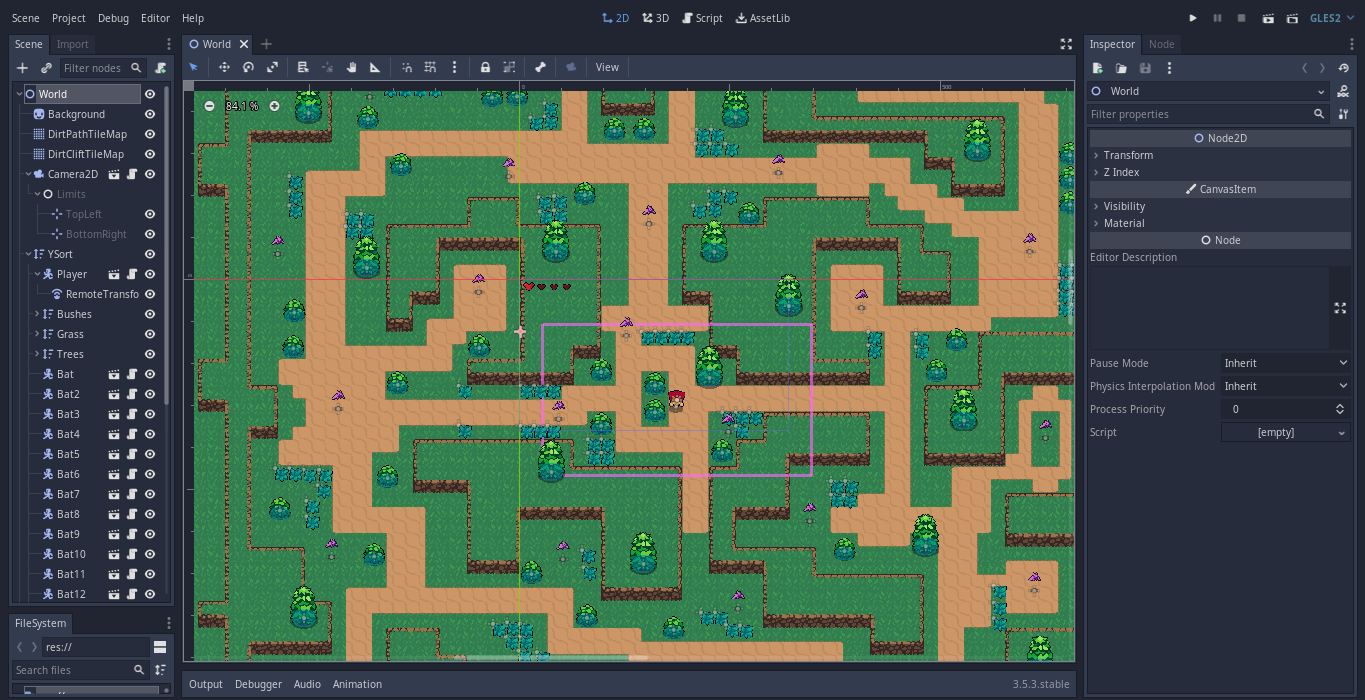 Scene Project Debug Editor Help
2D 3D Script AssetLib
GLES2
Scene Import
Filter nodes
World
Background
DirtPathTileMap
DirtCliftTileMap
Camera2D
Limits
TopLeft
BottomRight
YSort
Player
RemoteTransfo
Bushes
Grass
Trees
Bat
Bat2
Bat3
Bat4
Bat5
Bat6
Bat7
Bat8
Bat9
Bat10
Bat11
Bat12
FileSystem
res://
Search files
World
View
0 500
84.1 %
Output Debugger Audio Animation 3.5.3.stable
Inspector Node
World
Filter properties
Node2D
Transform
Z Index
CanvasItem
Visibility
Material
Node
Editor Description
Pause Mode Inherit
Physics Interpolation Mod Inherit
Process Priority 0
Script [empty]